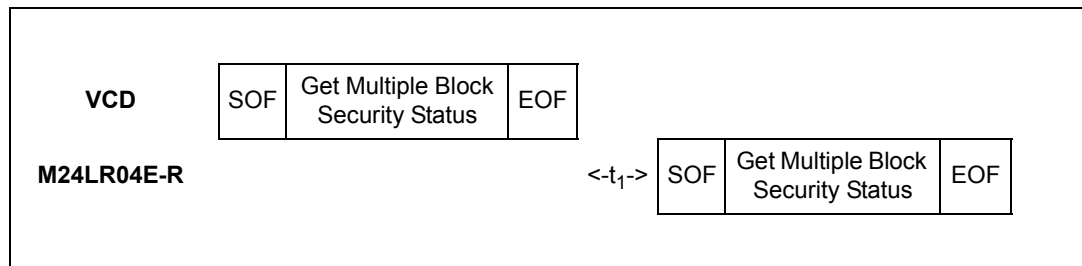 VCD SOF Get Multiple Block Security Status EOF
M24LR04E-R <-t1-> SOF Get Multiple Block Security Status EOF